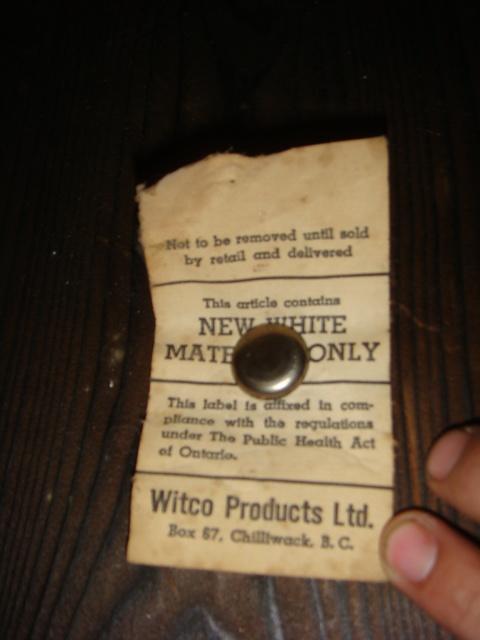 Not to be removed until sold
by retail and delivered
This article contains
NEW WHITE
ONLY
This label is affixed in com-
pliance with the regulations
under The Public Health Act
of Ontario.
Witco Products Ltd.
Box 67, Chilliwack, B. C.